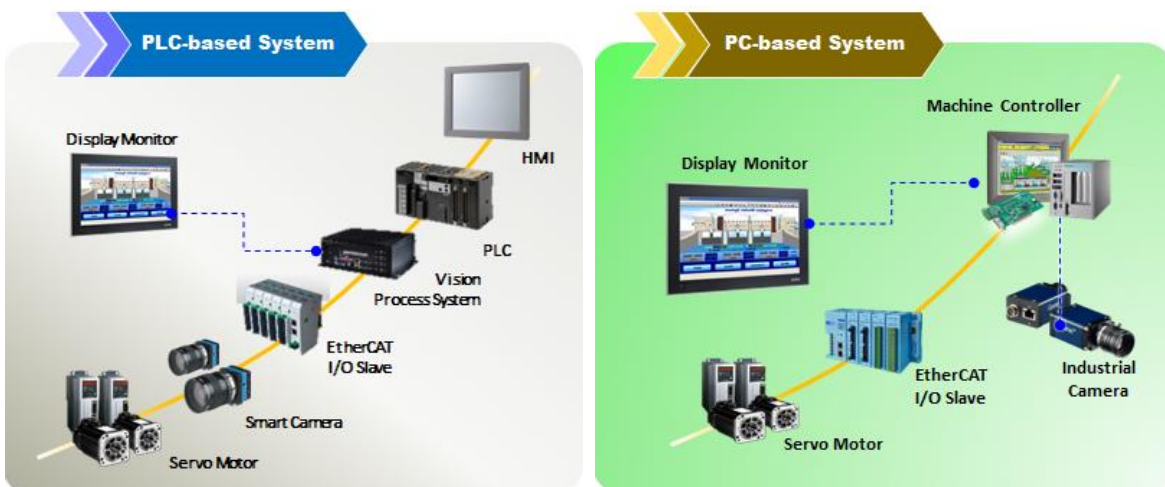 PLC-based System
Display Monitor
HMI
PLC
Vision
Process System
EtherCAT
I/O Slave
Smart Camera
Servo Motor
PC-based System
Machine Controller
Display Monitor
EtherCAT
I/O Slave
Industrial
Camera
Servo Motor